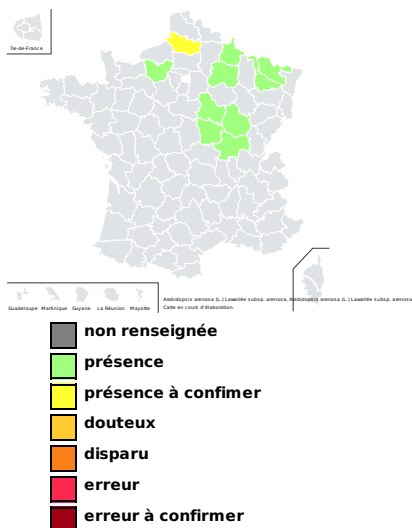 Île-de-France
Guadeloupe Martinique Guyane La Réunion Mayotte
Arabidopsis arenosa (L.) Lawalrée subsp. arenosa, Arabidopsis arenosa (L.) Lawalrée subsp. arenosa
Carte en cours d'élaboration.
non renseignée
présence
présence à confimer
douteux
disparu
erreur
erreur à confirmer